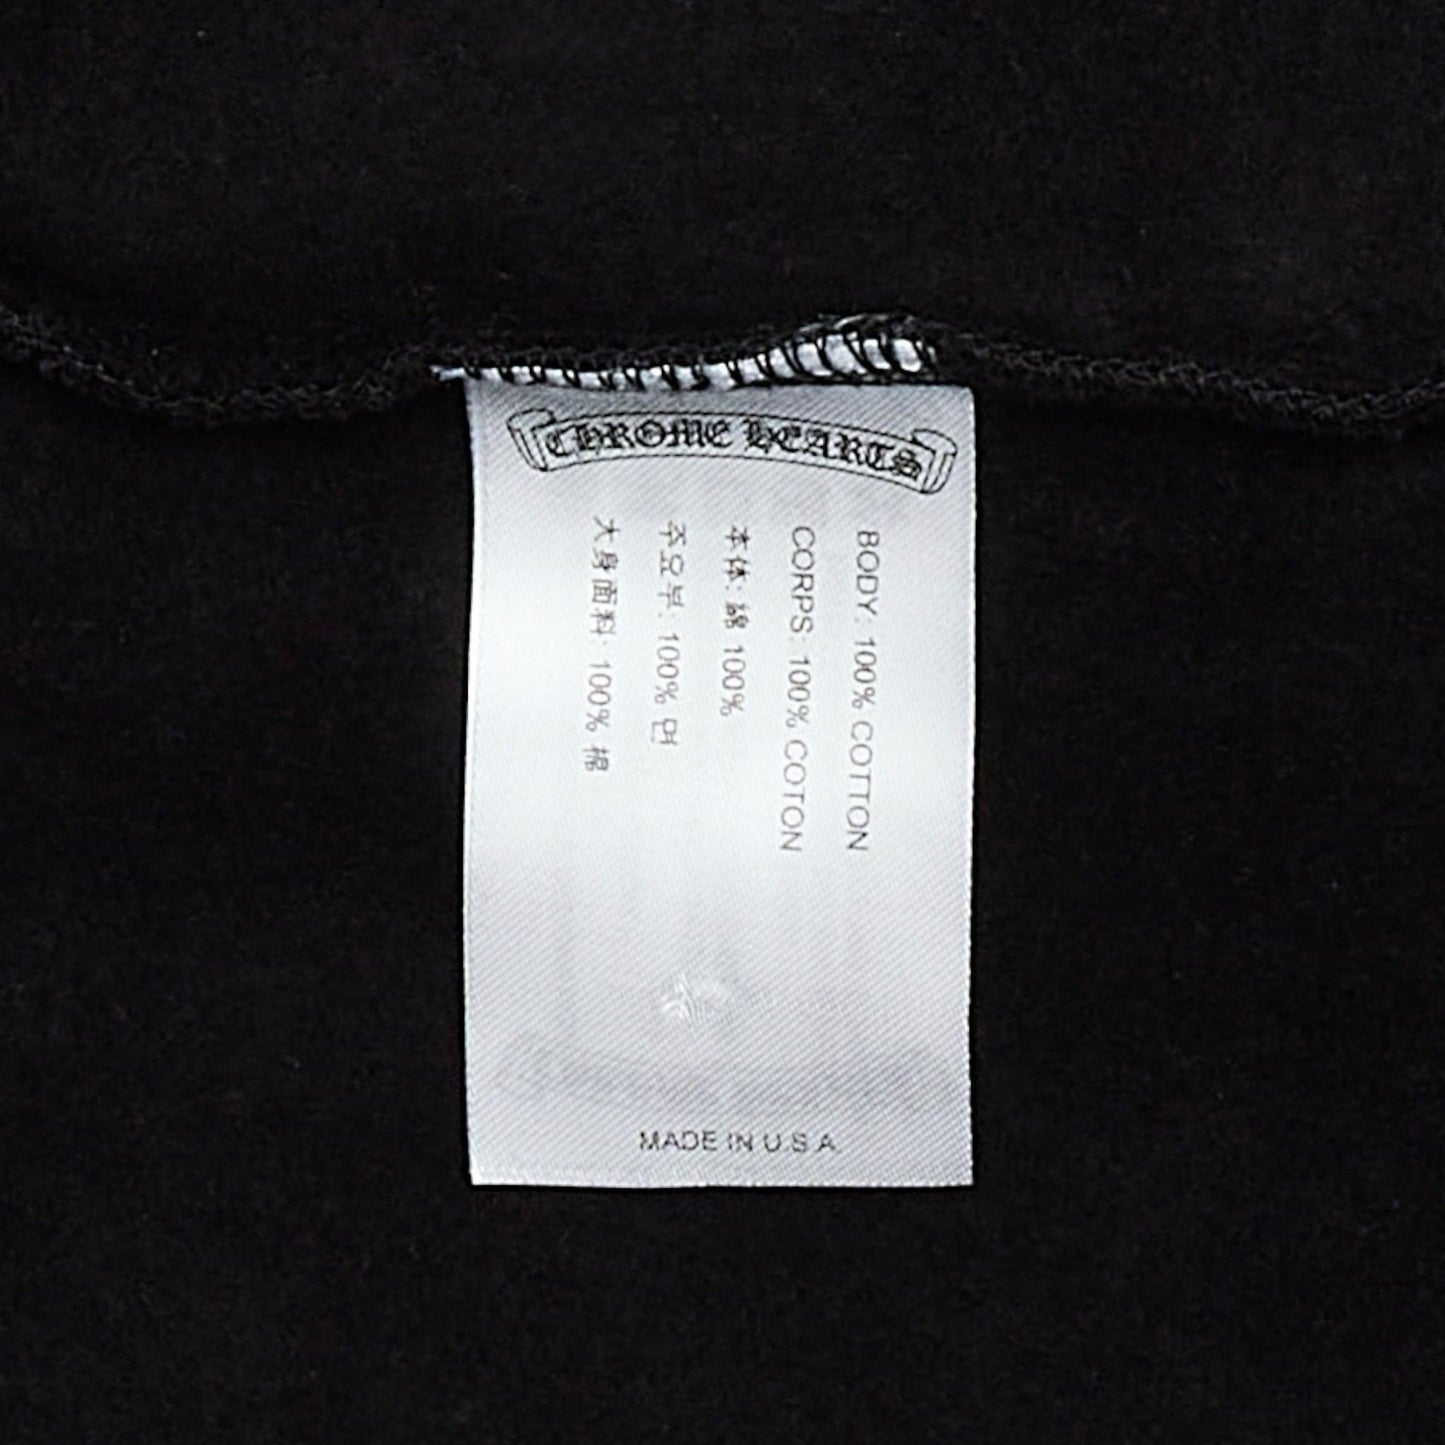 CHROME HEARTS
BODY: 100% COTTON
CORPS: 100% COTON
本体: 綿 100%
주요부: 100% 면
大身面料: 100% 棉
MADE IN U.S.A.